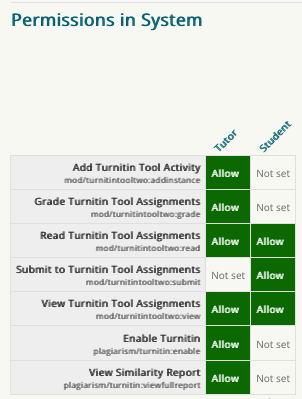 Permissions in System
Tutor Student
Add Turnitin Tool Activity
mod/turnitintooltwo:addinstance
Allow Not set
Grade Turnitin Tool Assignments
mod/turnitintooltwo:grade
Allow Not set
Read Turnitin Tool Assignments
mod/turnitintooltwo:read
Allow Allow
Submit to Turnitin Tool Assignments
mod/turnitintooltwo:submit
Not set Allow
View Turnitin Tool Assignments
mod/turnitintooltwo:view
Allow Allow
Enable Turnitin
plagiarism/turnitin:enable
Allow Not set
View Similarity Report
plagiarism/turnitin:viewfullreport
Allow Not set